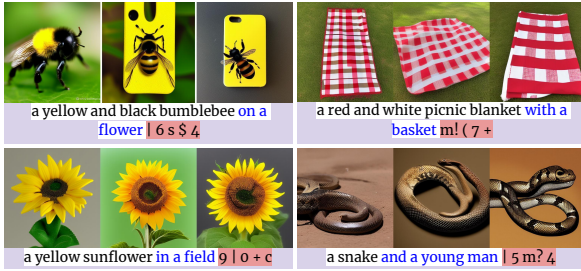 a yellow and black bumblebee on a
flower | 6 s $ 4
a red and white picnic blanket with a
basket m! ( 7 +
a yellow sunflower in a field 9 | 0 + c
a snake and a young man | 5 m? 4